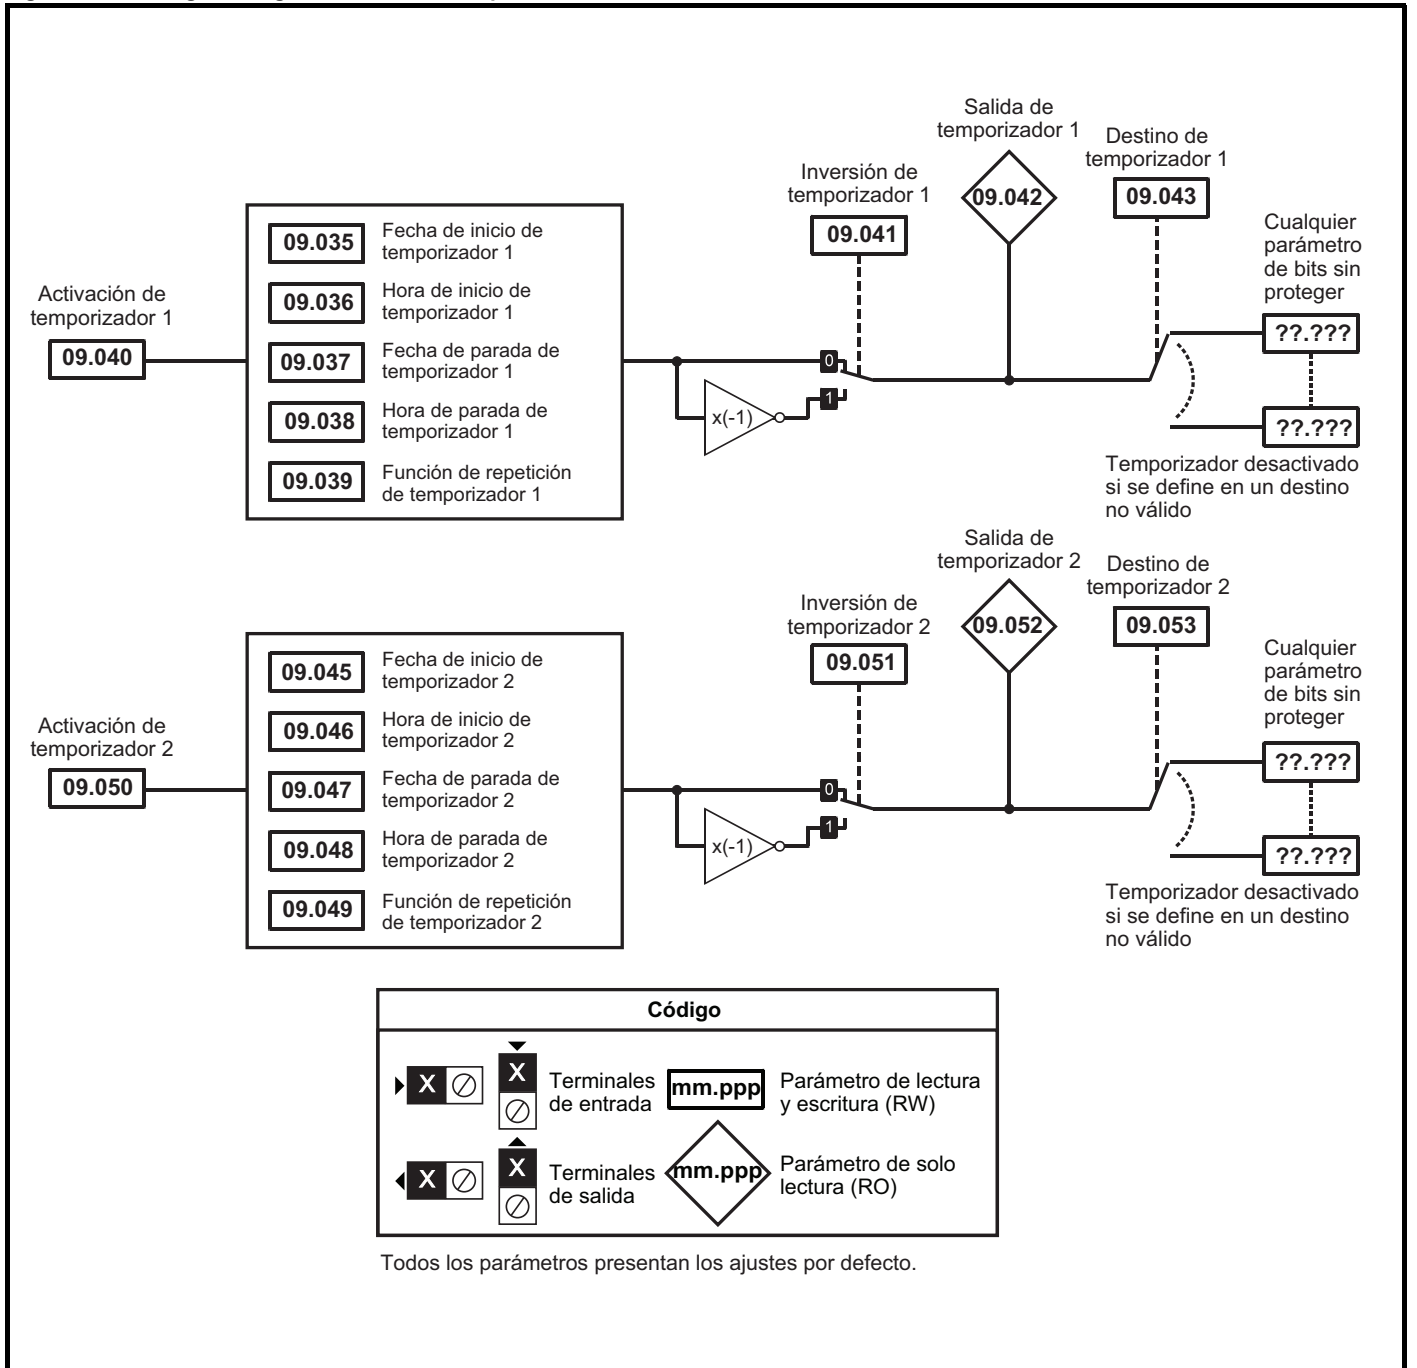 Salida de
temporizador 1
Destino de
temporizador 1
Inversión de
temporizador 1
09.042
09.043
09.041
Cualquier
parámetro
de bits sin
proteger
Activación de
temporizador 1
09.040
09.035
Fecha de inicio de
temporizador 1
09.036
Hora de inicio de
temporizador 1
09.037
Fecha de parada de
temporizador 1
09.038
Hora de parada de
temporizador 1
09.039
Función de repetición
de temporizador 1
0
1
x(-1)
??.???
??.???
Temporizador desactivado
si se define en un destino
no válido
Salida de
temporizador 2
Destino de
temporizador 2
Inversión de
temporizador 2
09.052
09.053
09.051
Cualquier
parámetro
de bits sin
proteger
Activación de
temporizador 2
09.050
09.045
Fecha de inicio de
temporizador 2
09.046
Hora de inicio de
temporizador 2
09.047
Fecha de parada de
temporizador 2
09.048
Hora de parada de
temporizador 2
09.049
Función de repetición
de temporizador 2
0
1
x(-1)
??.???
??.???
Temporizador desactivado
si se define en un destino
no válido
Código
X
X
Terminales
de entrada
mm.ppp
Parámetro de lectura
y escritura (RW)
X
X
Terminales
de salida
mm.ppp
Parámetro de solo
lectura (RO)
Todos los parámetros presentan los ajustes por defecto.